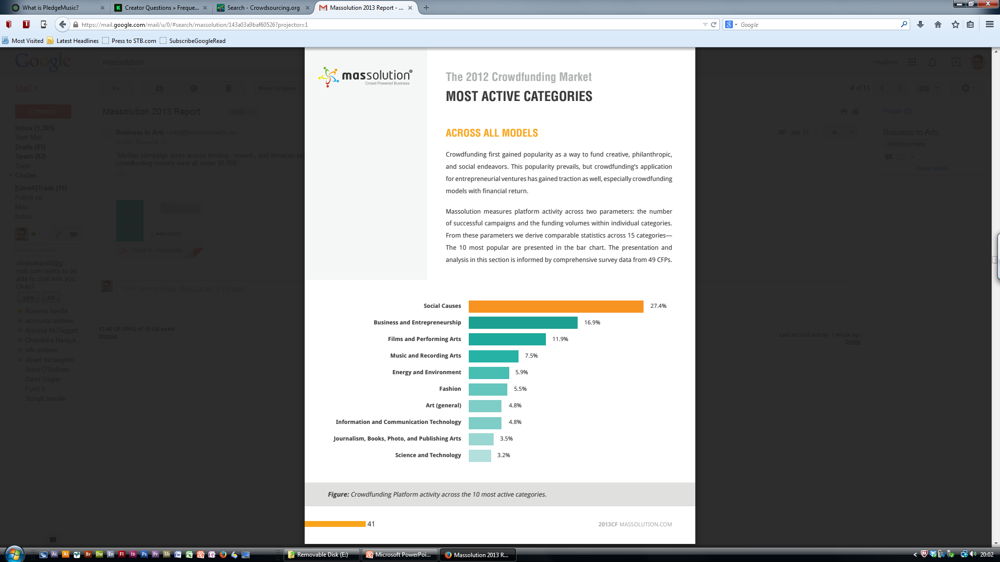 What is PledgeMusic?
Creator Questions » Freque...
Search - Crowdsourcing.org
Massolution 2013 Report - ...
https://mail.google.com/mail/u/0/#search/massolution/143a03a9baf60526?projector=1
Google
Most Visited
Latest Headlines
Press to STB.com
SubscribeGoogleRead
Google
massolution
+Andrew
Mail
Move to Inbox
4 of 13
COMPOSE
Massolution 2013 Report
People (2)
Inbox (1,305)
Sent Mail
Drafts (81)
Spam (82)
Trash
Circles
[Gmail]Trash (16)
Follow up
Misc
Notes
Business to Arts <info@businesstoarts.ie>
to me, Rowena
Jan 17
"Median campaign sizes across lending-, reward-, and donation-ba
crowdfunding models were all under $5,000."
Business to Arts
Add to circles
Show details
massolution
Fund it - massolut...
ailisfeehan48@g
mail.com wants to be
able to chat with you.
Okay?
yes
no
Click here to Reply, Reply to all, or Forward
Rowena Neville
accounts andrew
Antonia McTaggart
Chandrika Naraya...
info andrew
stuart mclaughlin
Anna O'Sullivan
David Gogan
Fund it
Schipf Jennifer
13.46 GB (89%) of 15 GB used
Manage
Last account activity: 1 minute ago
Details
massolution®
Crowd Powered Business
The 2012 Crowdfunding Market
MOST ACTIVE CATEGORIES
ACROSS ALL MODELS
Crowdfunding first gained popularity as a way to fund creative, philanthropic,
and social endeavors. This popularity prevails, but crowdfunding's application
for entrepreneurial ventures has gained traction as well, especially crowdfunding
models with financial return.
Massolution measures platform activity across two parameters: the number
of successful campaigns and the funding volumes within individual categories.
From these parameters we derive comparable statistics across 15 categories—
The 10 most popular are presented in the bar chart. The presentation and
analysis in this section is informed by comprehensive survey data from 49 CFPs.
Social Causes 27.4%
Business and Entrepreneurship 16.9%
Films and Performing Arts 11.9%
Music and Recording Arts 7.5%
Energy and Environment 5.9%
Fashion 5.5%
Art (general) 4.8%
Information and Communication Technology 4.8%
Journalism, Books, Photo, and Publishing Arts 3.5%
Science and Technology 3.2%
Figure: Crowdfunding Platform activity across the 10 most active categories.
41
2013CF MASSOLUTION.COM
AE Ai Br Dw En Fl Id Ps Pr Sb
Removable Disk (E:)
Microsoft PowerPoi...
Massolution 2013 R...
20:02